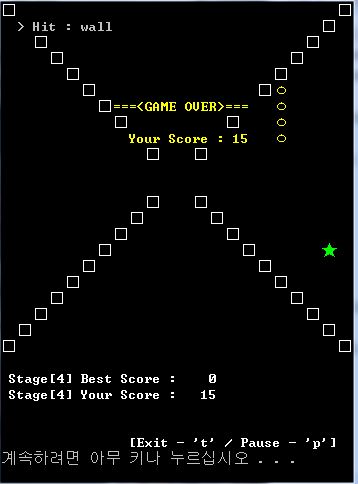 > Hit : wall
===<GAME OVER>===
Your Score : 15
Stage[4] Best Score : 0
Stage[4] Your Score : 15
[Exit - 't' / Pause - 'p']
계속하려면 아무 키나 누르십시오 . . .